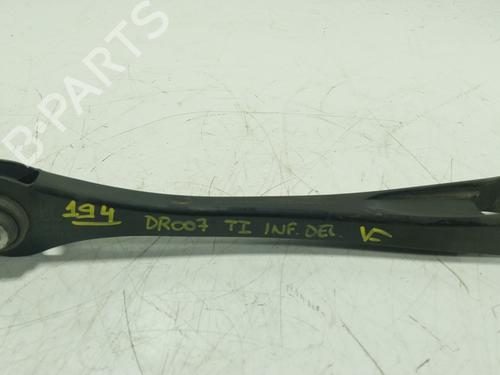 194 DR007 TI INF. DEL. V
B-PARTS